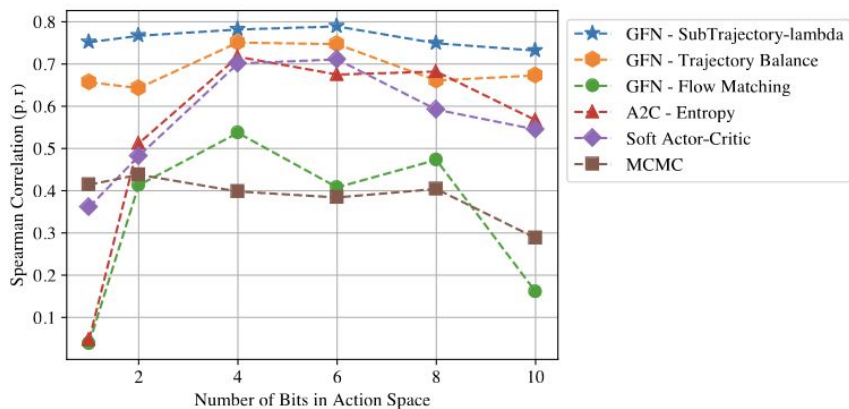 0.8
0.7
0.6
0.5
0.4
0.3
0.2
0.1
Spearman Correlation (p, r)
2 4 6 8 10
Number of Bits in Action Space
GFN - SubTrajectory-lambda
GFN - Trajectory Balance
GFN - Flow Matching
A2C - Entropy
Soft Actor-Critic
MCMC